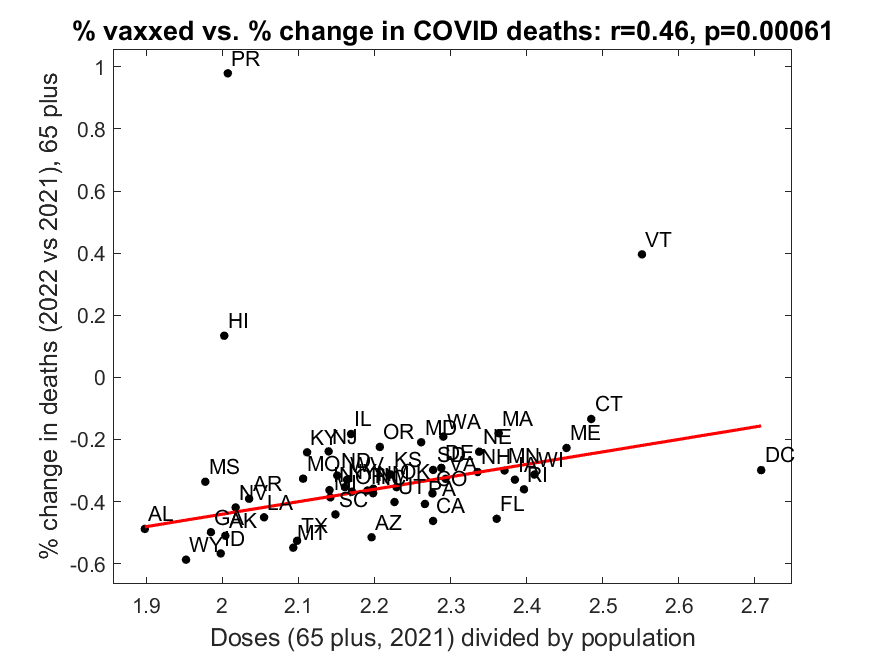 % vaxxed vs. % change in COVID deaths: r=0.46, p=0.00061
% change in deaths (2022 vs 2021), 65 plus
1
0.8
0.6
0.4
0.2
0
-0.2
-0.4
-0.6
PR
VT
HI
CT
IL
WA
MA
OR
MD
ME
KY
NJ
NE
DC
MS
MO
ND
WV
KS
SD
DE
VA
NH
MN
IA
WI
RI
AR
NV
LA
SC
OK
UT
PA
CO
CA
FL
AL
GA
AK
TX
MT
AZ
WY
ID
1.9
2
2.1
2.2
2.3
2.4
2.5
2.6
2.7
Doses (65 plus, 2021) divided by population